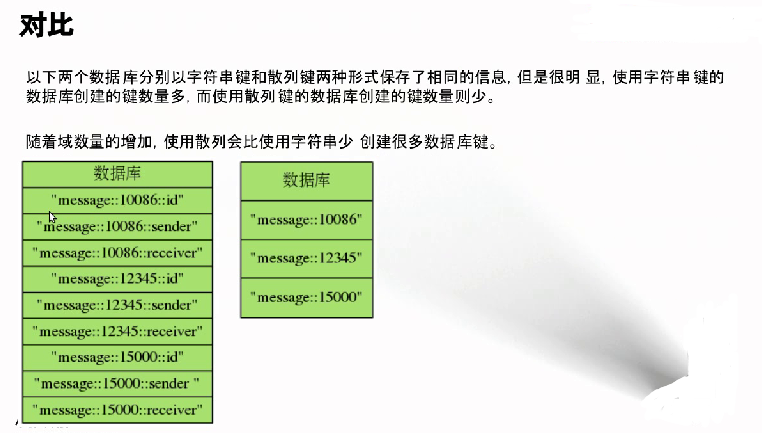 对比
以下两个数据库分别以字符串键和散列键两种形式保存了相同的信息, 但是很明 显, 使用字符串键的
数据库创建的键数量多, 而使用散列键的数据库创建的键数量则少。
随着域数量的增加, 使用散列会比使用字符串少 创建很多数据库键。
数据库
"message::10086::id"
"message::10086::sender"
"message::10086::receiver"
"message::12345::id"
"message::12345::sender"
"message::12345::receiver"
"message::15000::id"
"message::15000::sender "
"message::15000::receiver"
数据库
"message::10086"
"message::12345"
"message::15000"